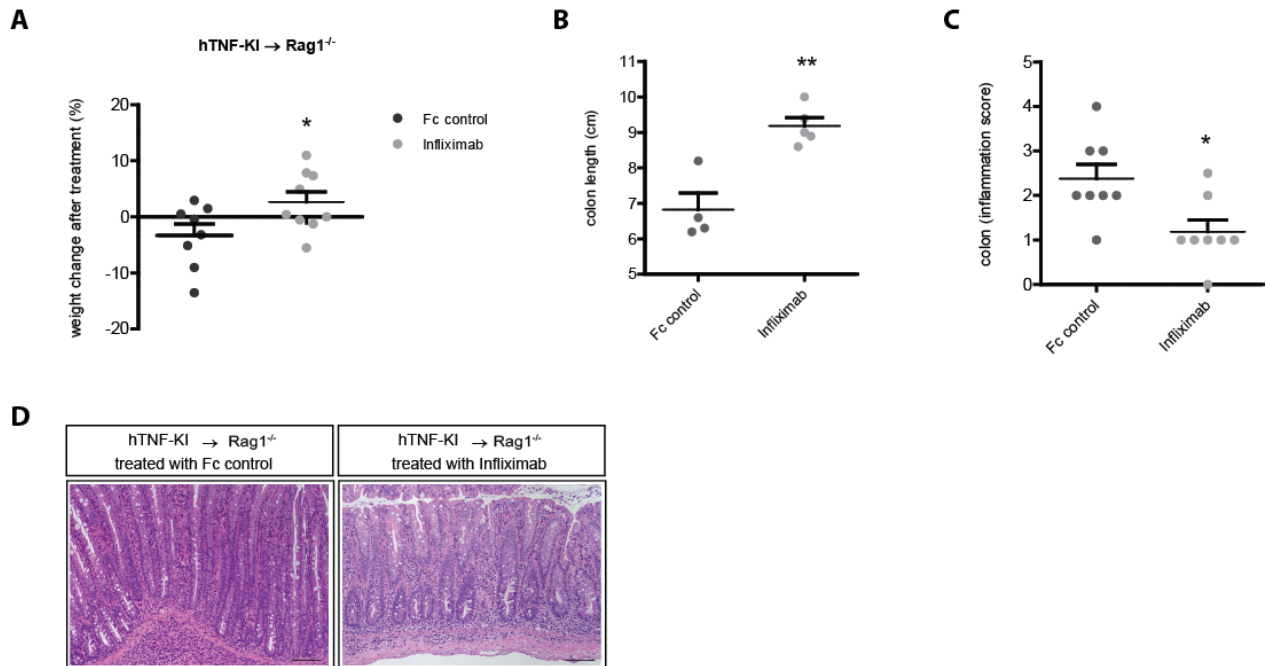 A
hTNF-KI → Rag1-/-
weight change after treatment (%)
20
10
0
-10
-20
*
Fc control
Infliximab
B
colon length (cm)
11
10
9
8
7
6
5
**
Fc control
Infliximab
C
colon (inflammation score)
5
4
3
2
1
0
*
Fc control
Infliximab
D
hTNF-KI → Rag1-/-
treated with Fc control
hTNF-KI → Rag1-/-
treated with Infliximab